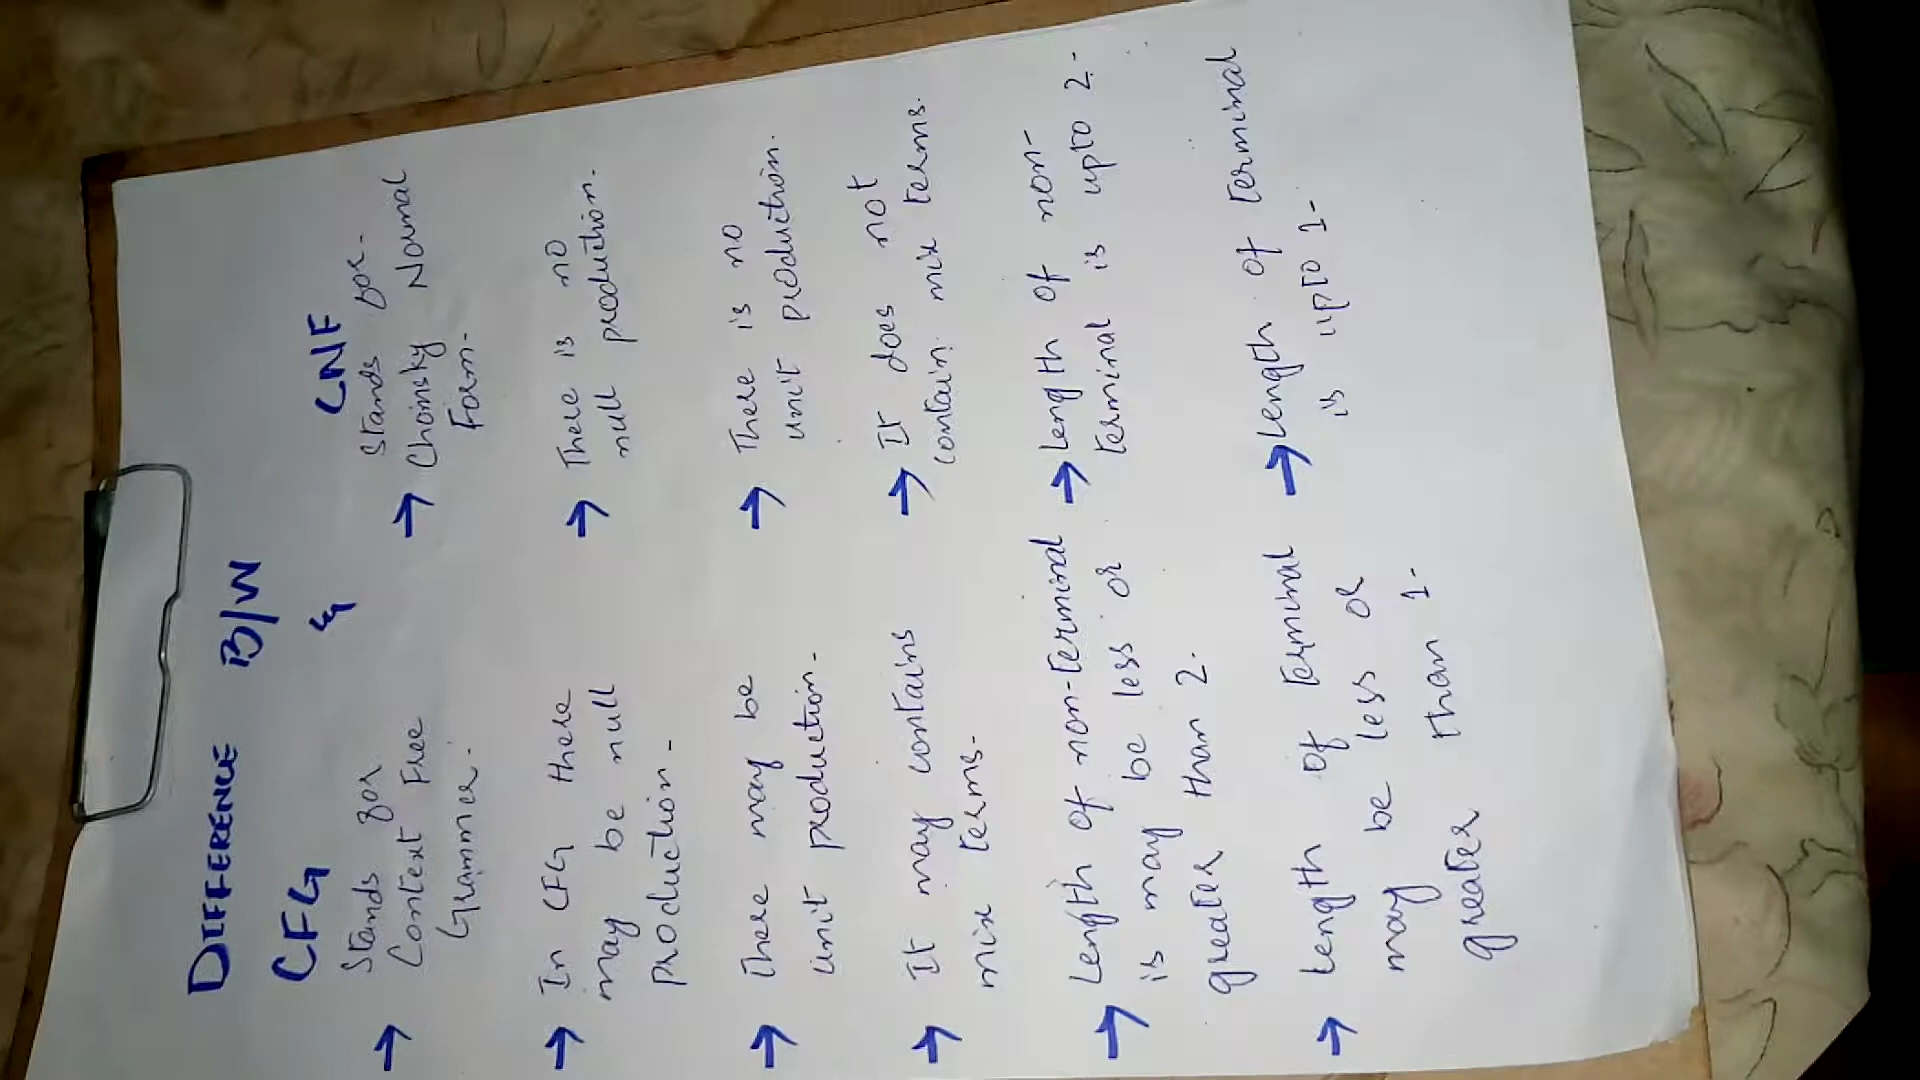 DIFFERENCE B/W
CFG & CNF
→ Stands for
Context Free
Grammer.
→ In CFG there
may be null
production.
→ There may be
unit production.
→ It may contains
mix terms.
→ Length of non-terminal
is may be less or
greater than 2.
→ Length of terminal
may be less or
greater than 1.
Stands for.
→ Chomsky Normal
Form.
→ There is no
null production.
→ There is no
unit production.
→ It does not
contain mix terms.
→ Length of non-
terminal is upto 2.
→ Length of terminal
is upto 1.